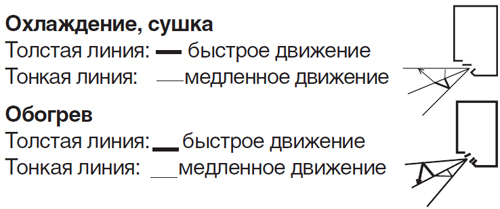 Охлаждение, сушка
Толстая линия: быстрое движение
Тонкая линия: медленное движение
Обогрев
Толстая линия: быстрое движение
Тонкая линия: медленное движение